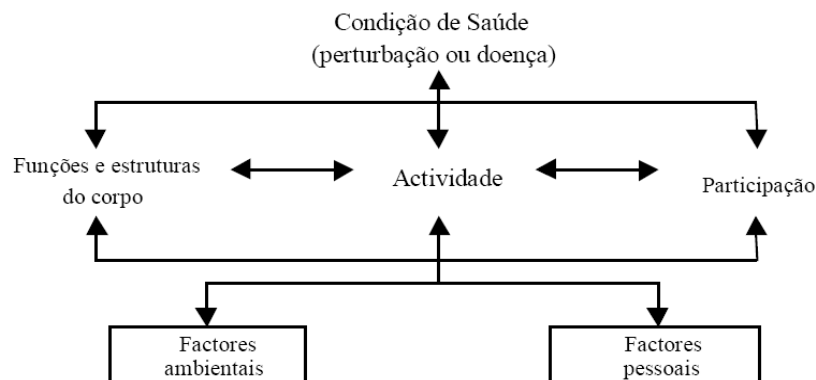 Condição de Saúde
(perturbação ou doença)
Funções e estruturas
do corpo
Actividade
Participação
Factores
ambientais
Factores
pessoais